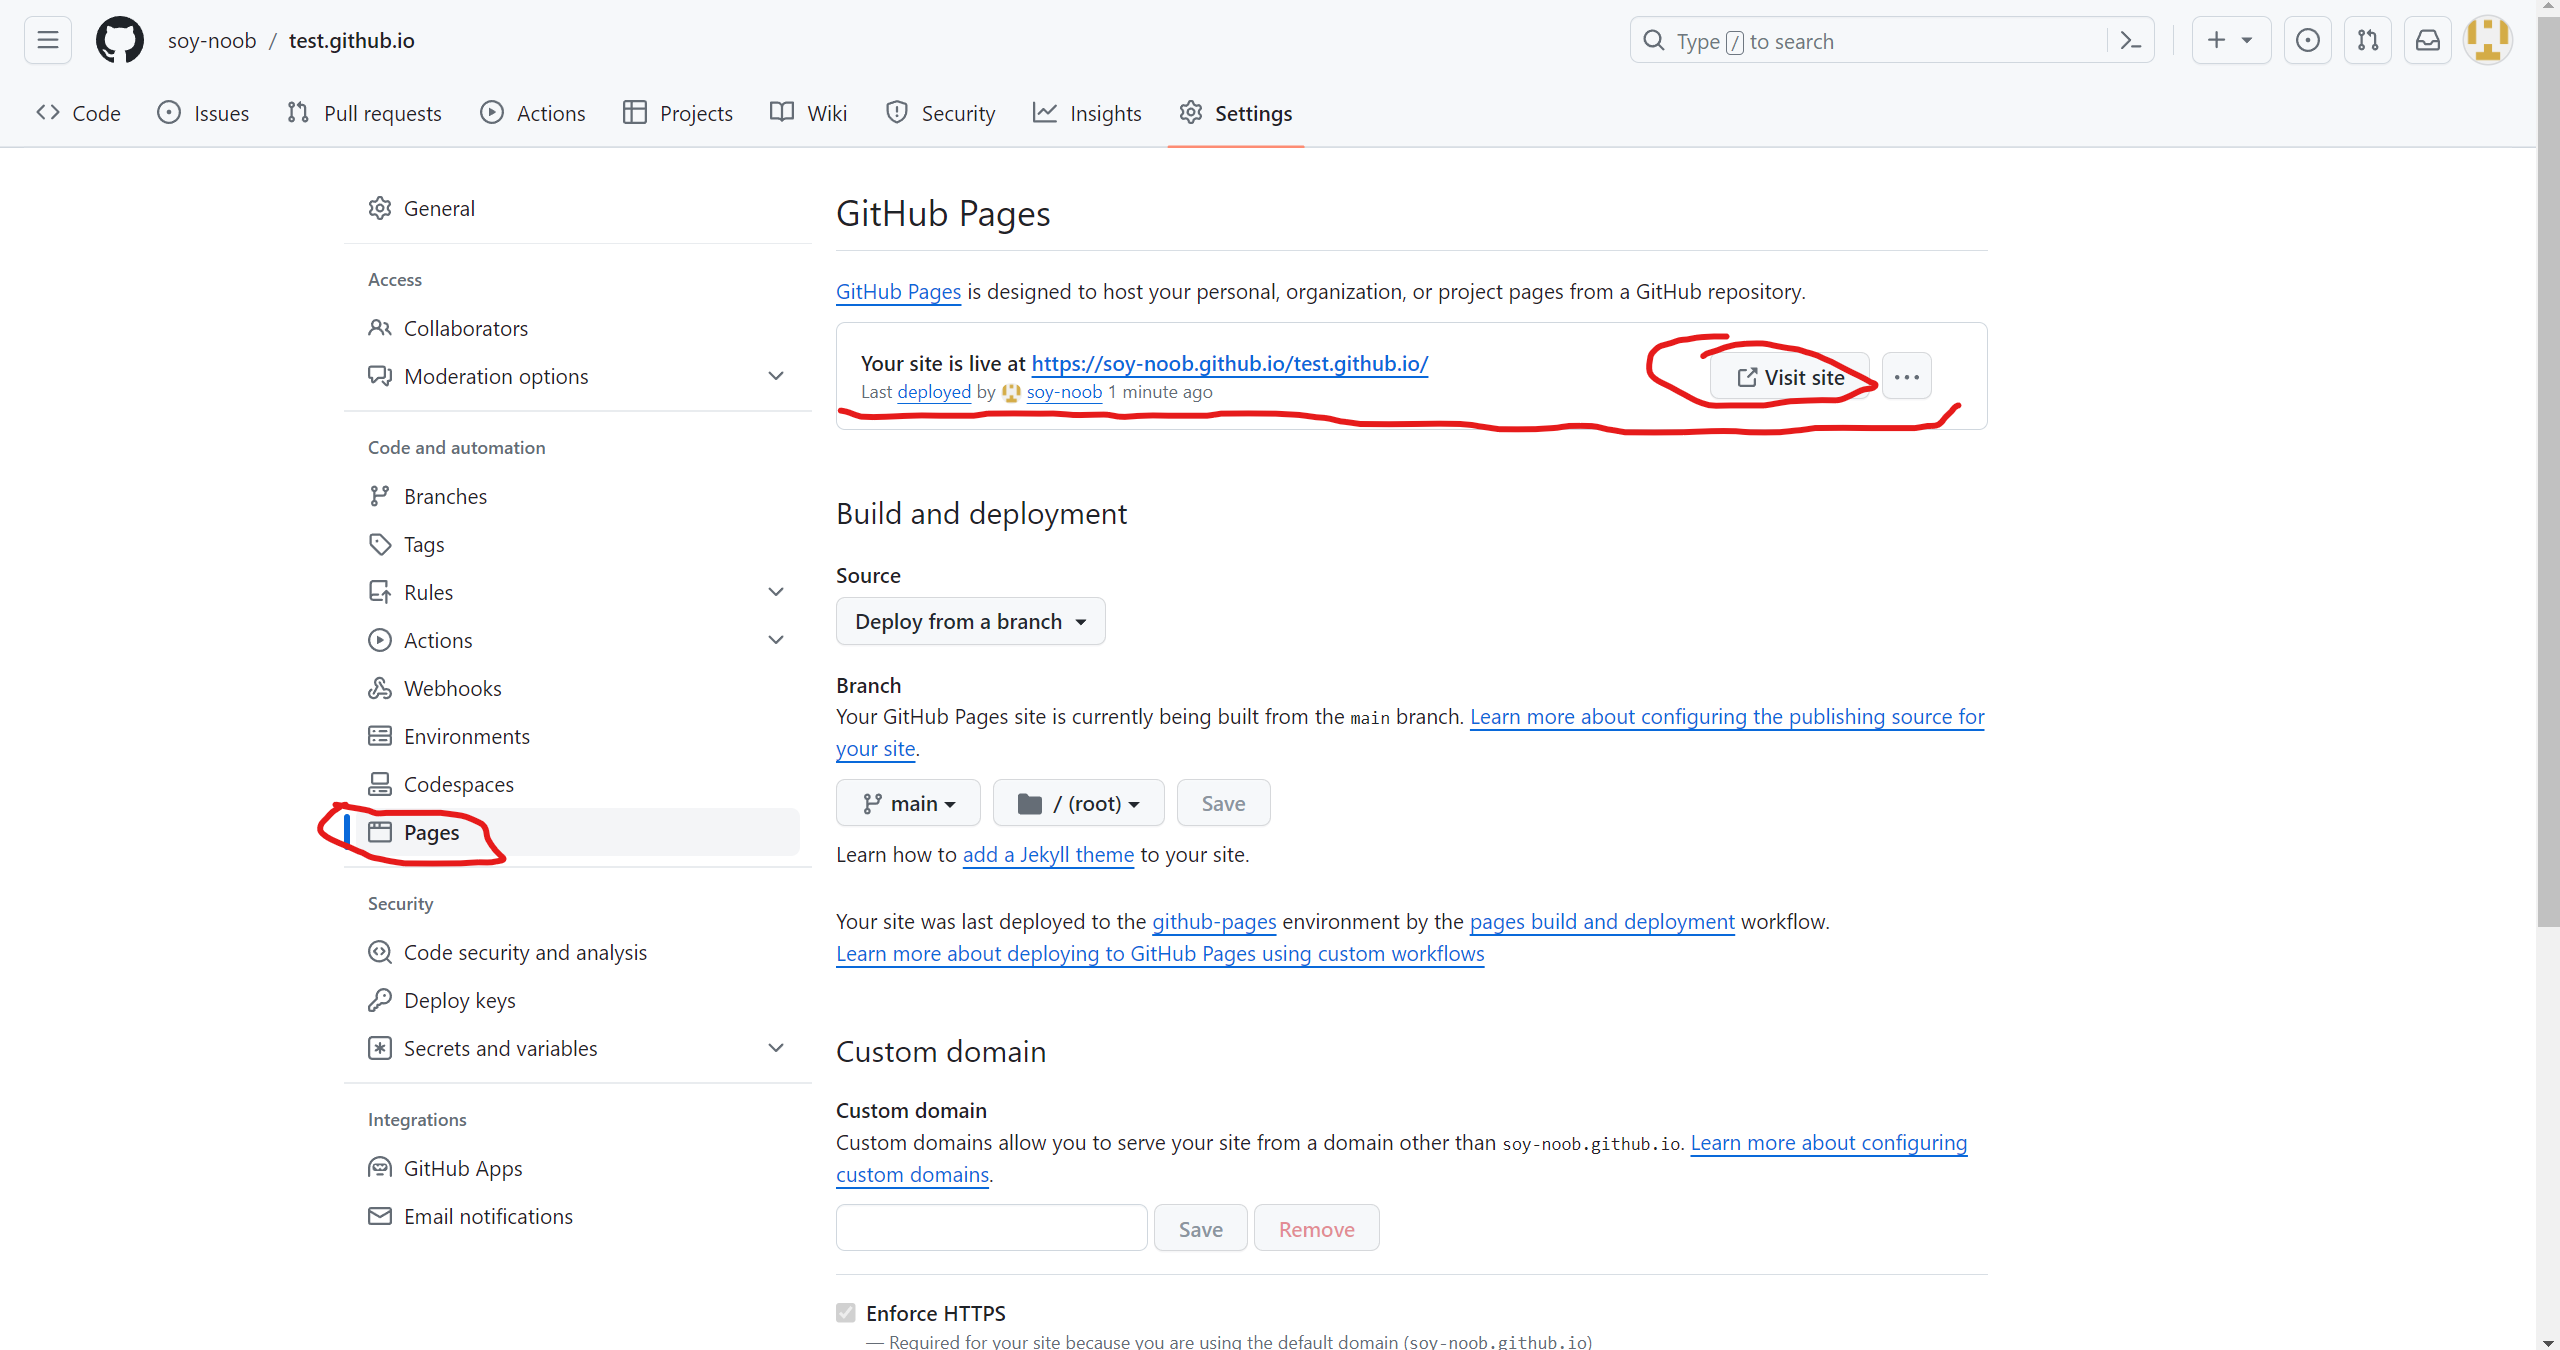 soy-noob / test.github.io
Type / to search
Code Issues Pull requests Actions Projects Wiki Security Insights Settings
General
Access
Collaborators
Moderation options
Code and automation
Branches
Tags
Rules
Actions
Webhooks
Environments
Codespaces
Pages
Security
Code security and analysis
Deploy keys
Secrets and variables
Integrations
GitHub Apps
Email notifications
GitHub Pages
GitHub Pages is designed to host your personal, organization, or project pages from a GitHub repository.
Your site is live at https://soy-noob.github.io/test.github.io/
Last deployed by soy-noob 1 minute ago
Visit site
Build and deployment
Source
Deploy from a branch
Branch
Your GitHub Pages site is currently being built from the main branch. Learn more about configuring the publishing source for
your site.
main / (root) Save
Learn how to add a Jekyll theme to your site.
Your site was last deployed to the github-pages environment by the pages build and deployment workflow.
Learn more about deploying to GitHub Pages using custom workflows
Custom domain
Custom domain
Custom domains allow you to serve your site from a domain other than soy-noob.github.io. Learn more about configuring
custom domains.
Save Remove
Enforce HTTPS
— Required for your site because you are using the default domain (soy-noob.github.io)